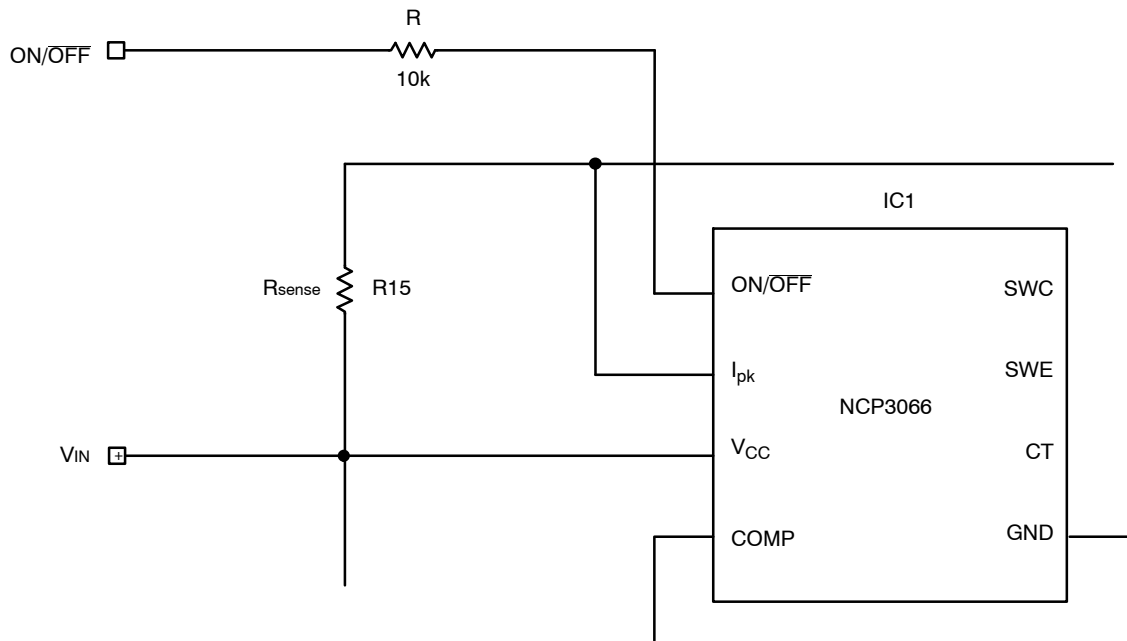 R
ON/OFF
10k
IC1
Rsense
R15
ON/OFF
SWC
Ipk
SWE
NCP3066
VIN
+
VCC
CT
COMP
GND